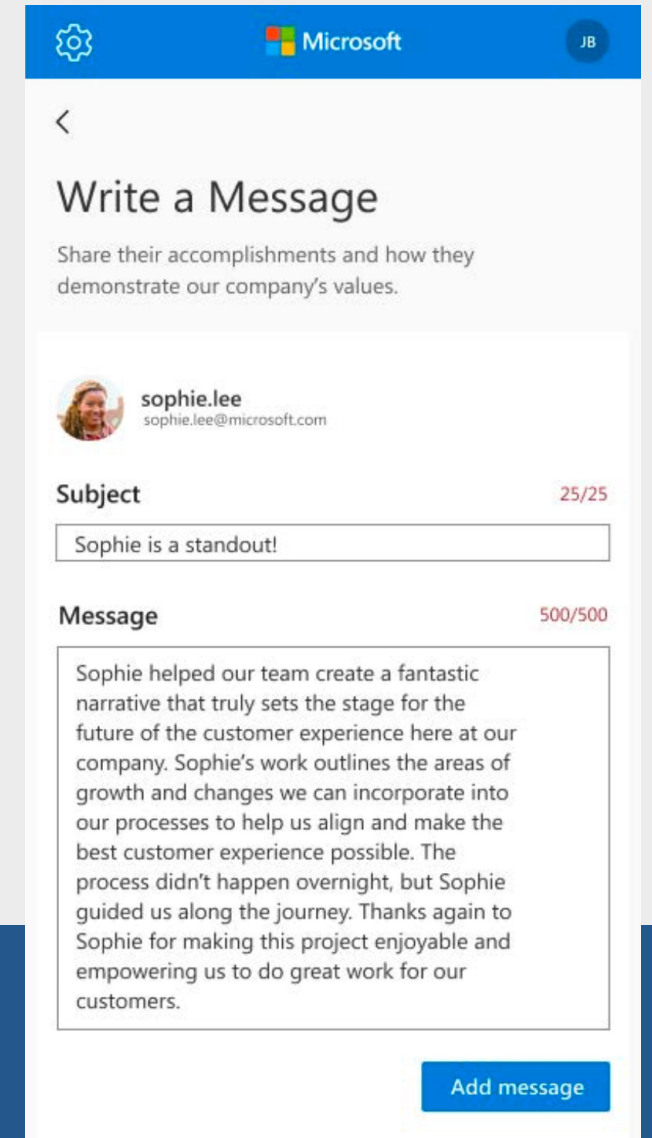 Microsoft
JB
Write a Message
Share their accomplishments and how they
demonstrate our company's values.
sophie.lee
sophie.lee@microsoft.com
Subject
25/25
Sophie is a standout!
Message
500/500
Sophie helped our team create a fantastic
narrative that truly sets the stage for the
future of the customer experience here at our
company. Sophie's work outlines the areas of
growth and changes we can incorporate into
our processes to help us align and make the
best customer experience possible. The
process didn't happen overnight, but Sophie
guided us along the journey. Thanks again to
Sophie for making this project enjoyable and
empowering us to do great work for our
customers.
Add message